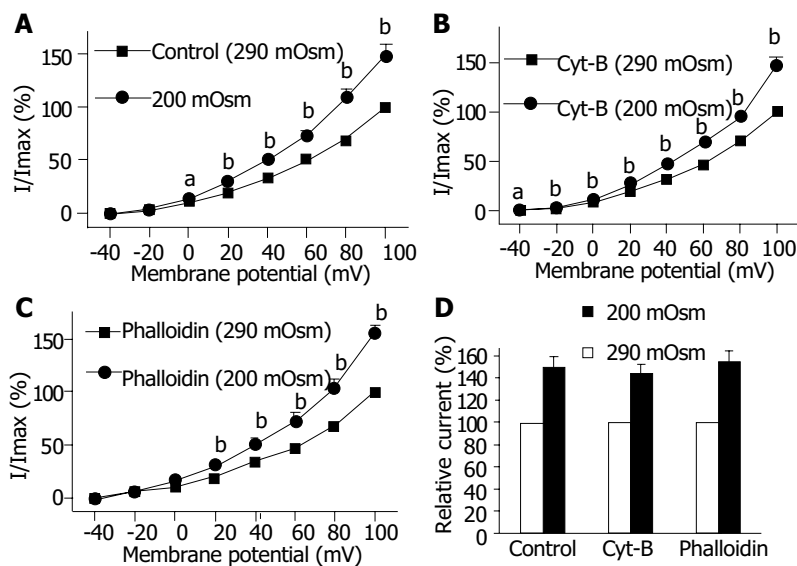 A
b
Control (290 mOsm)
b
200 mOsm
b
b
b
a
150
100
50
0
I/Imax (%)
-40 -20 0 20 40 60 80 100
Membrane potential (mV)
B
b
Cyt-B (290 mOsm)
Cyt-B (200 mOsm)
b
b
b
b
b
b
a
150
100
50
0
I/Imax (%)
-40 -20 0 20 40 60 80 100
Membrane potential (mV)
C
b
Phalloidin (290 mOsm)
Phalloidin (200 mOsm)
b
b
b
b
150
100
50
0
I/Imax (%)
-40 -20 0 20 40 60 80 100
Membrane potential (mV)
D
200 mOsm
290 mOsm
160
140
120
100
80
60
40
20
0
Relative current (%)
Control Cyt-B Phalloidin